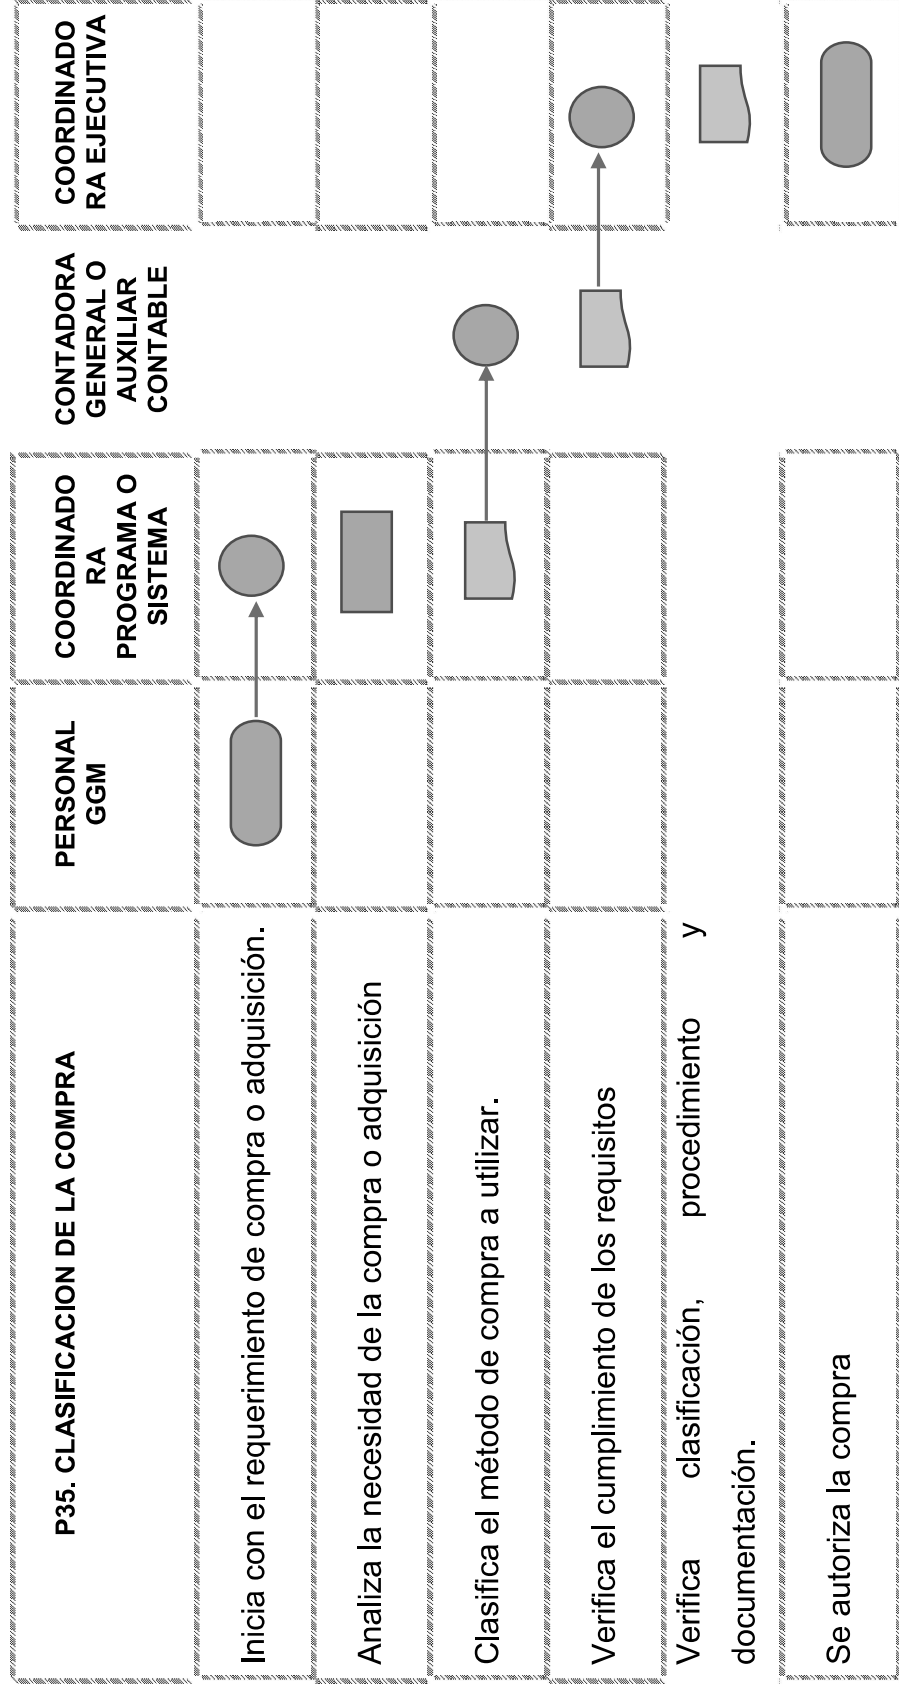 P35. CLASIFICACION DE LA COMPRA
PERSONAL
GGM
COORDINADO
RA
PROGRAMA O
SISTEMA
CONTADORA
GENERAL O
AUXILIAR
CONTABLE
COORDINADO
RA EJECUTIVA
Inicia con el requerimiento de compra o adquisición.
Analiza la necesidad de la compra o adquisición
Clasifica el método de compra a utilizar.
Verifica el cumplimiento de los requisitos
Verifica clasificación, procedimiento y
documentación.
Se autoriza la compra